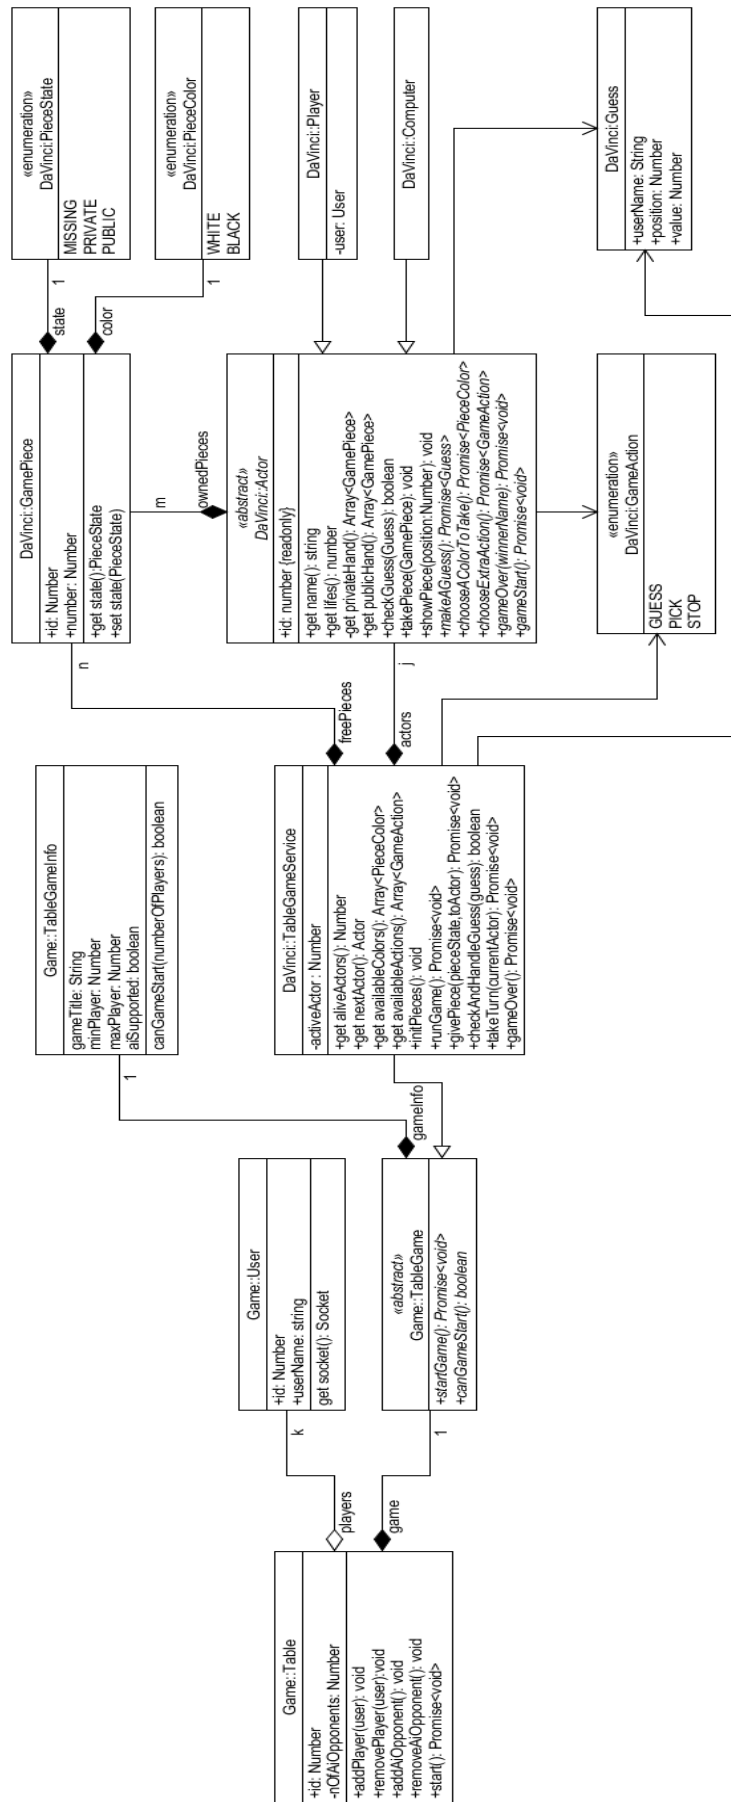 «enumeration»
DaVinci:PieceState
MISSING
PRIVATE
PUBLIC
1
state
«enumeration»
DaVinci:PieceColor
WHITE
BLACK
1
color
DaVinci::Player
-user: User
DaVinci::Computer
DaVinci:Guess
+userName: String
+position: Number
+value: Number
DaVinci::GamePiece
+id: Number
+number: Number
+get state():PieceState
+set state(PieceState)
n
freePieces
m
ownedPieces
«abstract»
DaVinci::Actor
+id: number {readonly}
+get name(): string
+get lifes(): number
-get privateHand(): Array<GamePiece>
+get publicHand(): Array<GamePiece>
+checkGuess(Guess): boolean
+takePiece(GamePiece): void
+showPiece(position:Number): void
+makeAGuess(): Promise<Guess>
+chooseAColorToTake(): Promise<PieceColor>
+chooseExtraAction(): Promise<GameAction>
+gameOver(winnerName): Promise<void>
+gameStart(): Promise<void>
j
actors
«enumeration»
DaVinci:GameAction
GUESS
PICK
STOP
Game::TableGameInfo
gameTitle: String
minPlayer: Number
maxPlayer: Number
aiSupported: boolean
canGameStart(numberOfPlayers): boolean
1
gameInfo
DaVinci::TableGameService
-activeActor : Number
+get aliveActors(): Number
+get nextActor(): Actor
+get availableColors(): Array<PieceColor>
+get availableActions(): Array<GameAction>
+initPieces(): void
+runGame(): Promise<void>
+givePiece(pieceState,toActor): Promise<void>
+checkAndHandleGuess(guess): boolean
+takeTurn(currentActor): Promise<void>
+gameOver(): Promise<void>
Game::User
+id: Number
+userName: string
get socket(): Socket
k
players
«abstract»
Game::TableGame
+startGame(): Promise<void>
+canGameStart(): boolean
1
game
Game::Table
+id: Number
-nOfAiOpponents: Number
+addPlayer(user): void
+removePlayer(user):void
+addAiOpponent(): void
+removeAiOpponent(): void
+start(): Promise<void>